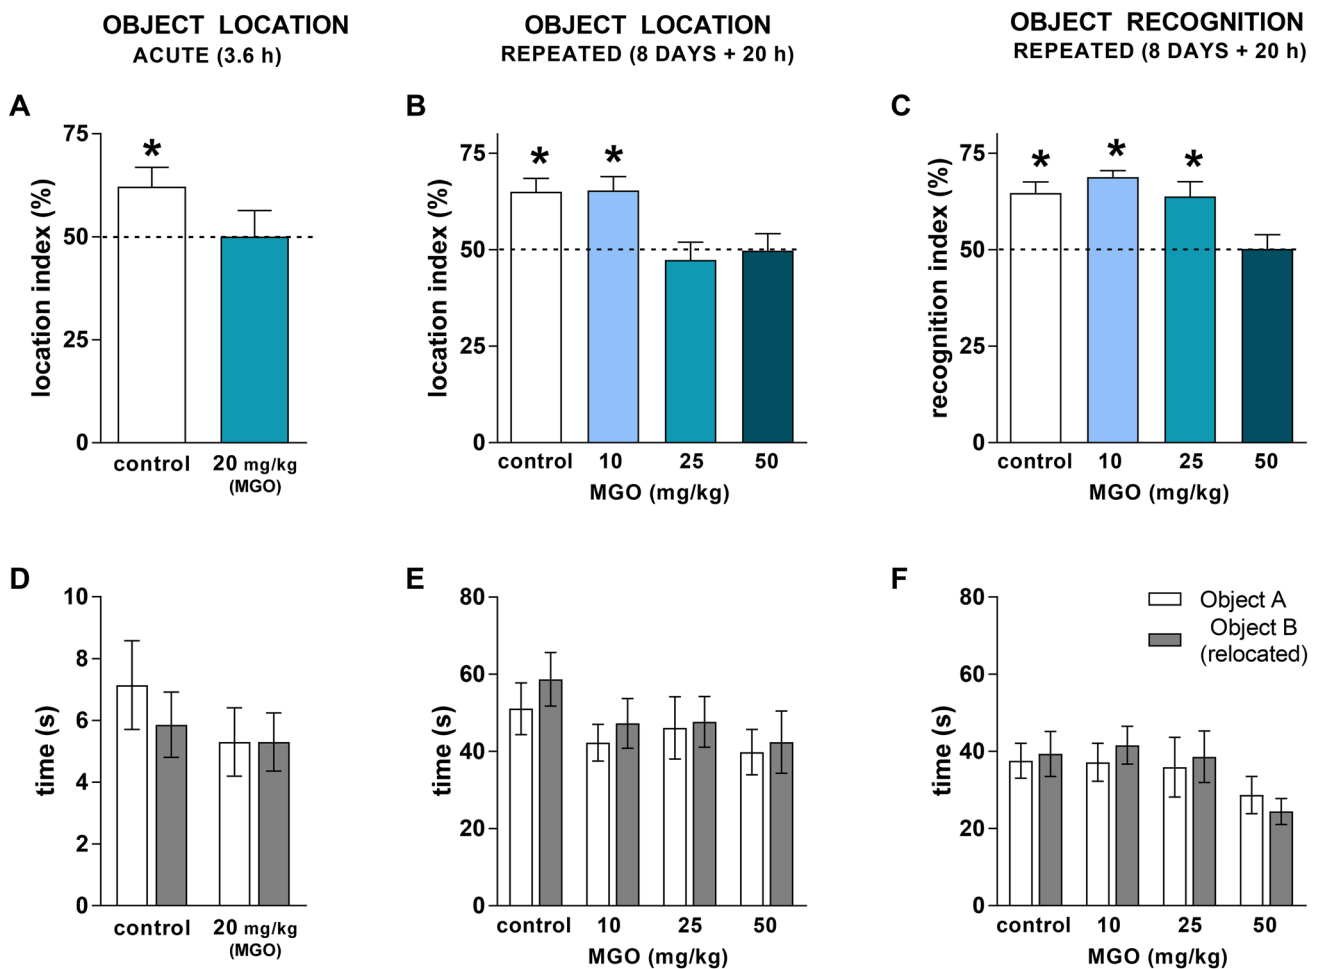 OBJECT LOCATION
ACUTE (3.6 h)
OBJECT LOCATION
REPEATED (8 DAYS + 20 h)
OBJECT RECOGNITION
REPEATED (8 DAYS + 20 h)
A
75
50
25
0
location index (%)
*
control
20 mg/kg
(MGO)
B
75
50
25
0
location index (%)
*
*
control
10
25
50
MGO (mg/kg)
C
75
50
25
0
recognition index (%)
*
*
*
control
10
25
50
MGO (mg/kg)
D
10
8
6
4
2
0
time (s)
control
20 mg/kg
(MGO)
E
80
60
40
20
0
time (s)
control
10
25
50
MGO (mg/kg)
F
80
60
40
20
0
time (s)
Object A
Object B
(relocated)
control
10
25
50
MGO (mg/kg)